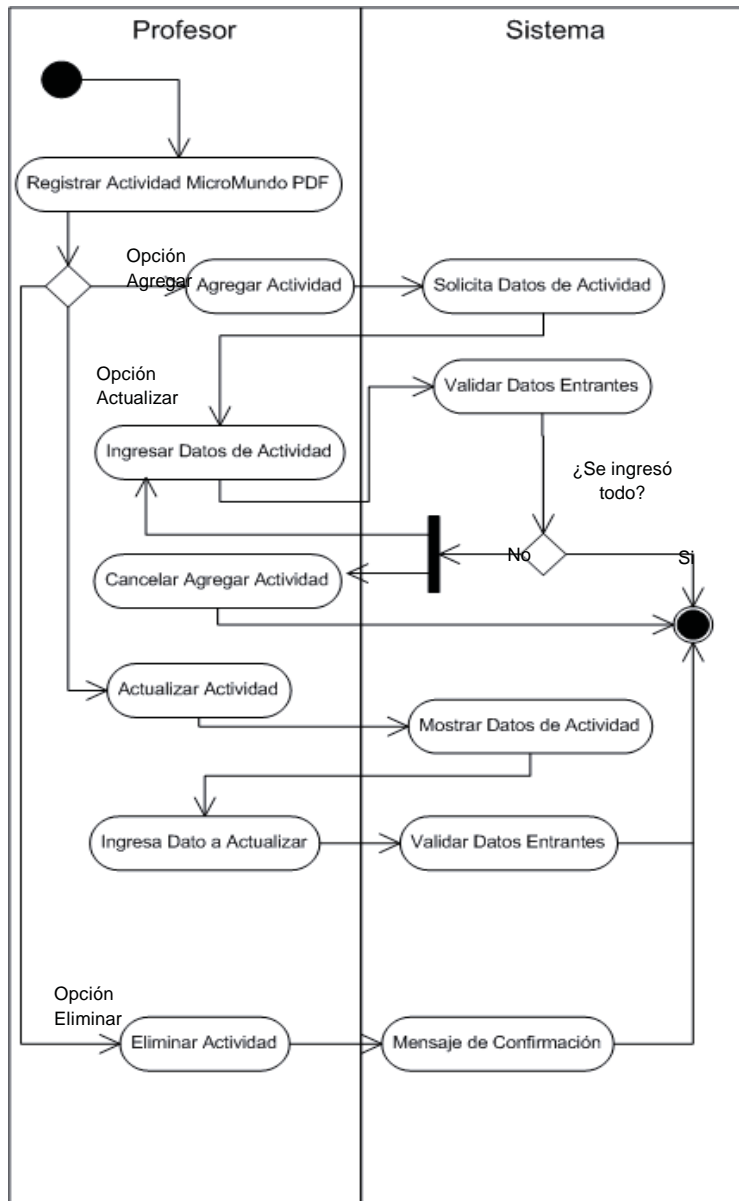 Profesor
Sistema
Registrar Actividad MicroMundo PDF
Opción
Agregar
Agregar Actividad
Solicita Datos de Actividad
Opción
Actualizar
Validar Datos Entrantes
Ingresar Datos de Actividad
¿Se ingresó
todo?
No
Si
Cancelar Agregar Actividad
Actualizar Actividad
Mostrar Datos de Actividad
Ingresa Dato a Actualizar
Validar Datos Entrantes
Opción
Eliminar
Eliminar Actividad
Mensaje de Confirmación